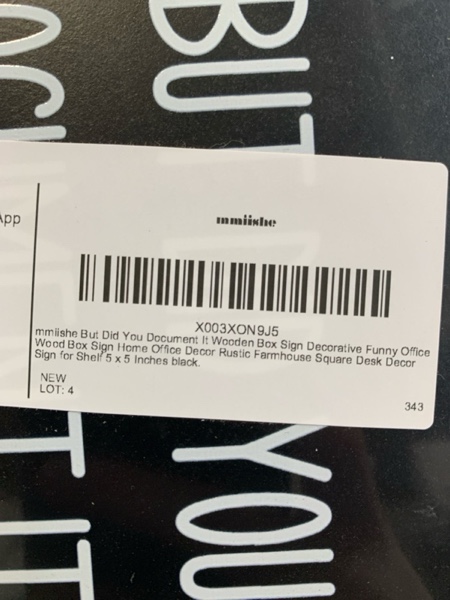 BUT
App
mmiishe
X003XON9J5
mmiishe But Did You Document It Wooden Box Sign Decorative Funny Office
Wood Box Sign Home Office Decor Rustic Farmhouse Square Desk Decor
Sign for Shelf 5 x 5 Inches black.
NEW
LOT: 4
343
YOU
IT